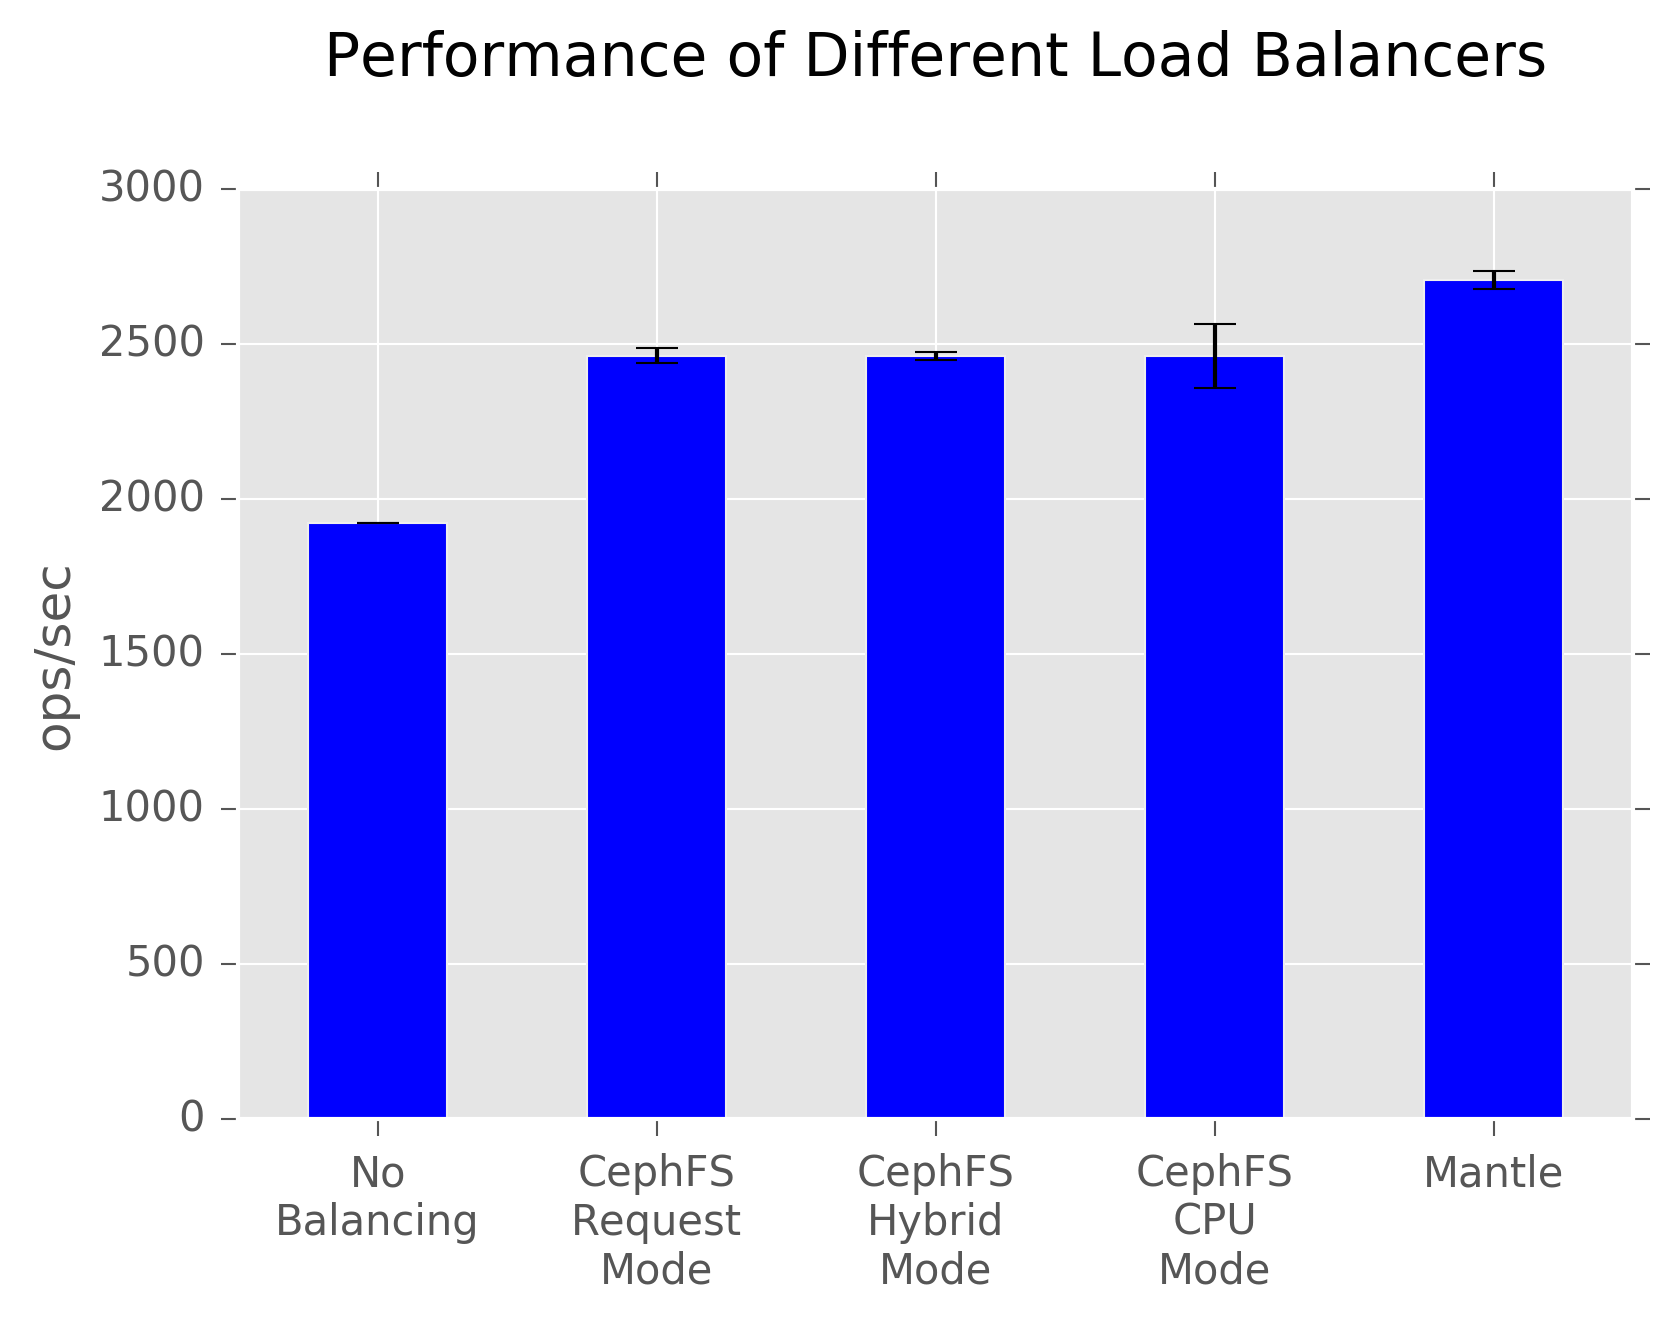 Performance of Different Load Balancers
3000
2500
2000
1500
1000
500
0
ops/sec
No
Balancing
CephFS
Request
Mode
CephFS
Hybrid
Mode
CephFS
CPU
Mode
Mantle